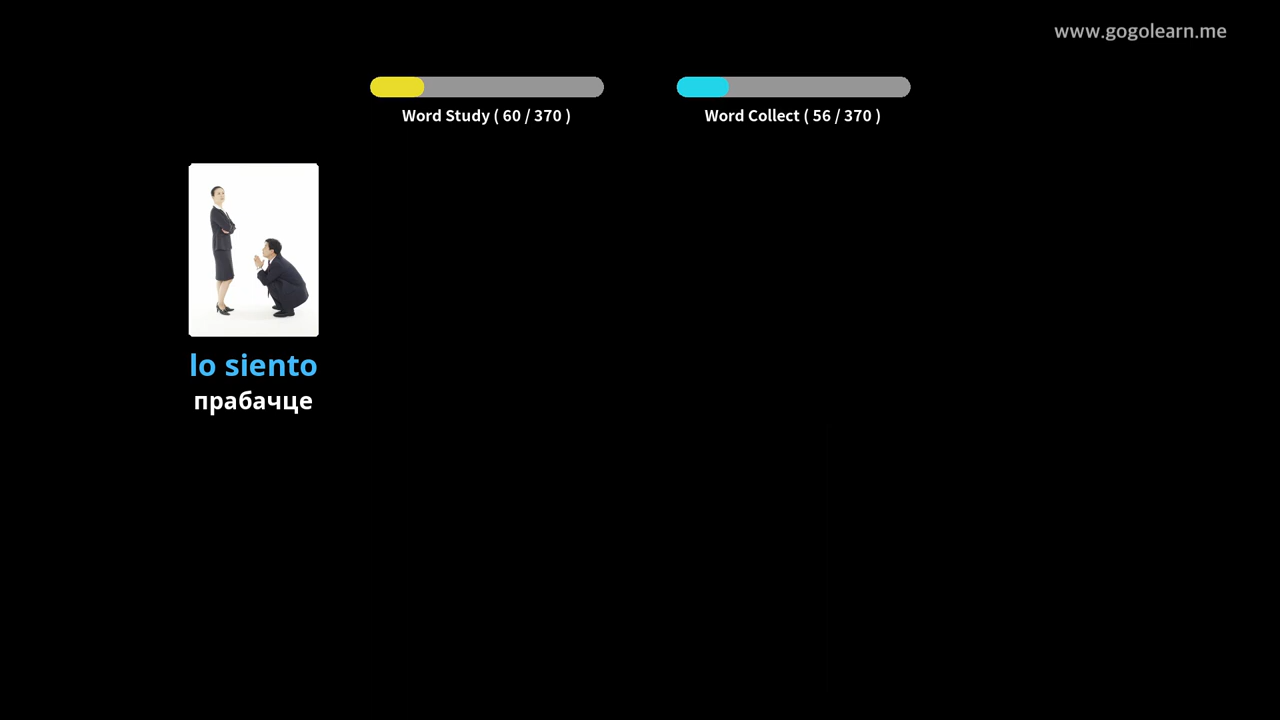 www.gogolearn.me
Word Study ( 60 / 370 )
Word Collect ( 56 / 370 )
lo siento
прабачце